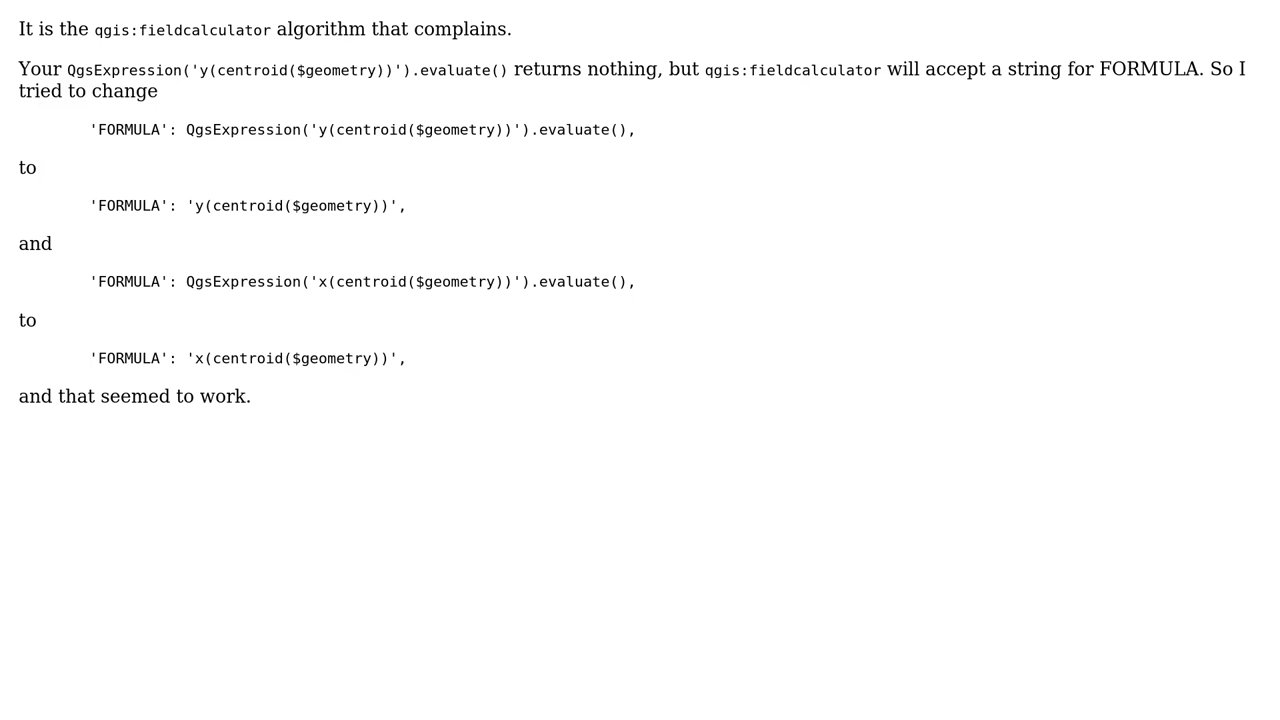 It is the qgis:fieldcalculator algorithm that complains.
Your QgsExpression('y(centroid($geometry))').evaluate() returns nothing, but qgis:fieldcalculator will accept a string for FORMULA. So I
tried to change
'FORMULA': QgsExpression('y(centroid($geometry))').evaluate(),
to
'FORMULA': 'y(centroid($geometry))',
and
'FORMULA': QgsExpression('x(centroid($geometry))').evaluate(),
to
'FORMULA': 'x(centroid($geometry))',
and that seemed to work.